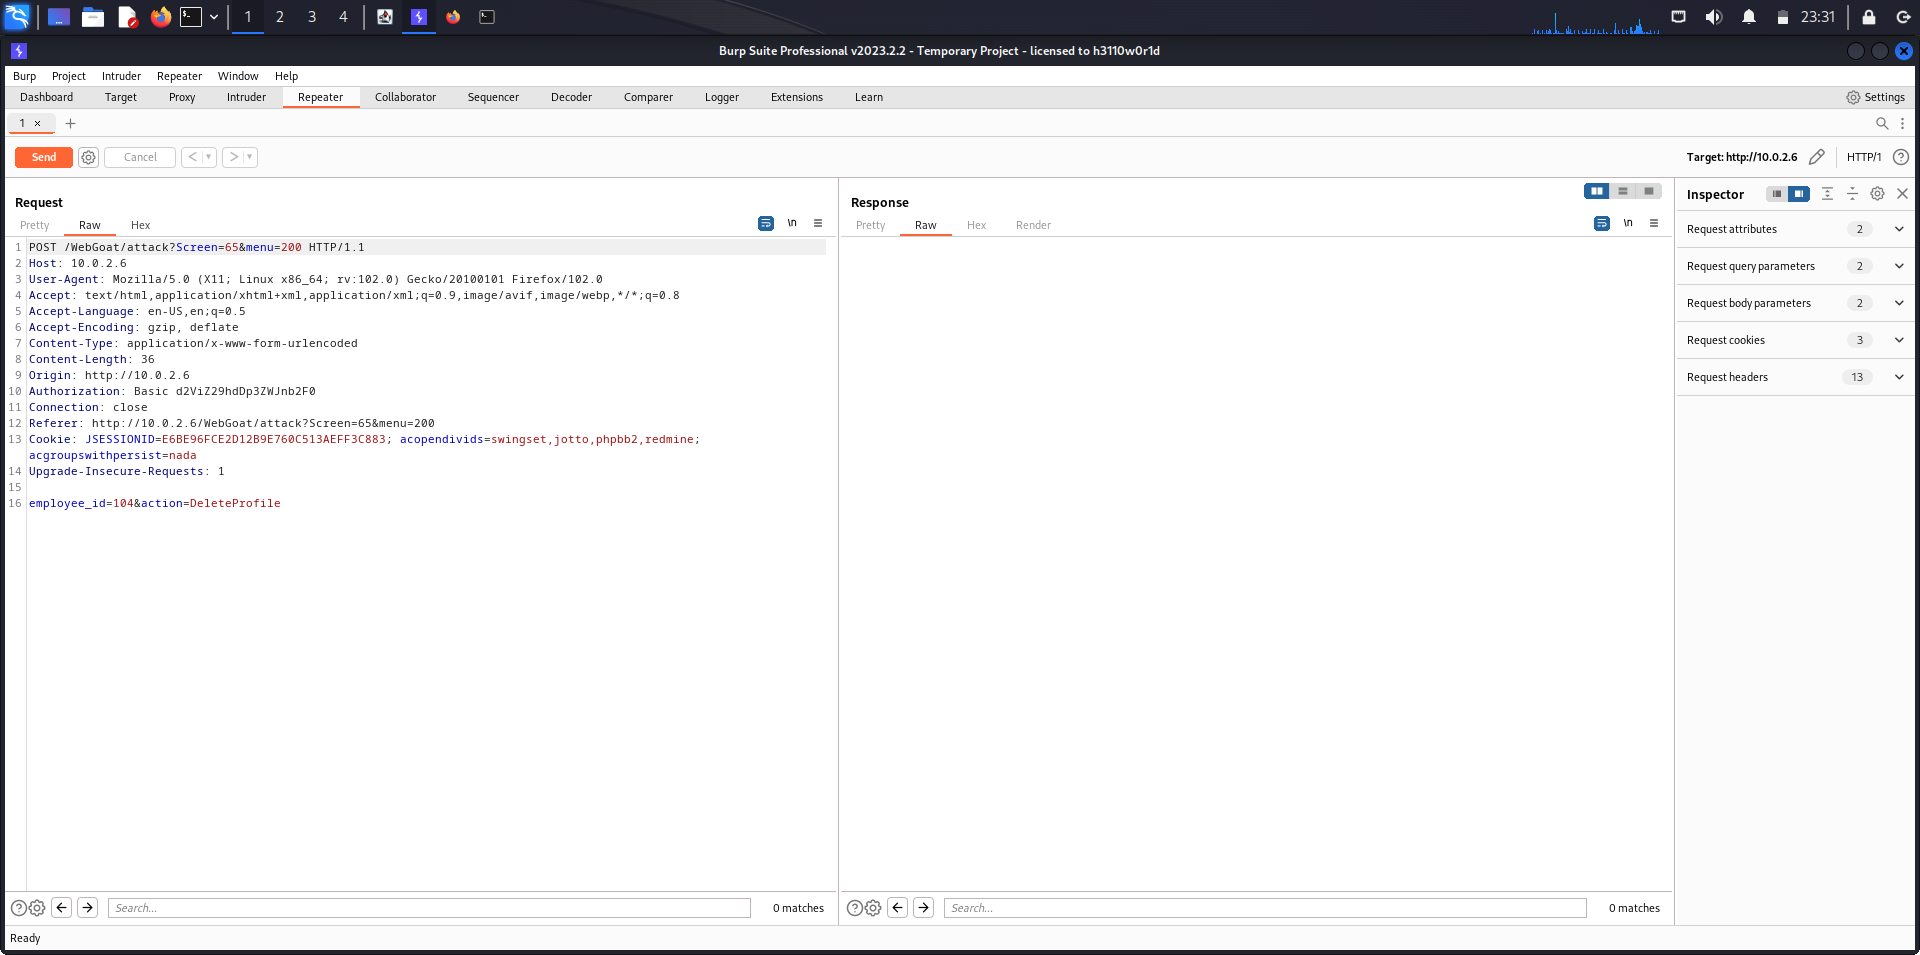 1 2 3 4 23:31
Burp Suite Professional v2023.2.2 - Temporary Project - licensed to h3110w0r1d
Burp Project Intruder Repeater Window Help
Dashboard Target Proxy Intruder Repeater Collaborator Sequencer Decoder Comparer Logger Extensions Learn Settings
1 × +
Send Cancel < > Target: http://10.0.2.6 HTTP/1 ?
Request
Pretty Raw Hex \n
1 POST /WebGoat/attack?Screen=65&menu=200 HTTP/1.1
2 Host: 10.0.2.6
3 User-Agent: Mozilla/5.0 (X11; Linux x86_64; rv:102.0) Gecko/20100101 Firefox/102.0
4 Accept: text/html,application/xhtml+xml,application/xml;q=0.9,image/avif,image/webp,*/*;q=0.8
5 Accept-Language: en-US,en;q=0.5
6 Accept-Encoding: gzip, deflate
7 Content-Type: application/x-www-form-urlencoded
8 Content-Length: 36
9 Origin: http://10.0.2.6
10 Authorization: Basic d2ViZ29hdDp3ZWJnb2F0
11 Connection: close
12 Referer: http://10.0.2.6/WebGoat/attack?Screen=65&menu=200
13 Cookie: JSESSIONID=E6BE96FCE2D12B9E760C513AEFF3C883; acopendivids=swingset,jotto,phpbb2,redmine;
acgroupswithpersist=nada
14 Upgrade-Insecure-Requests: 1
15
16 employee_id=104&action=DeleteProfile
? Search... 0 matches
Response
Pretty Raw Hex Render \n
? Search... 0 matches
Inspector
Request attributes 2
Request query parameters 2
Request body parameters 2
Request cookies 3
Request headers 13
Ready